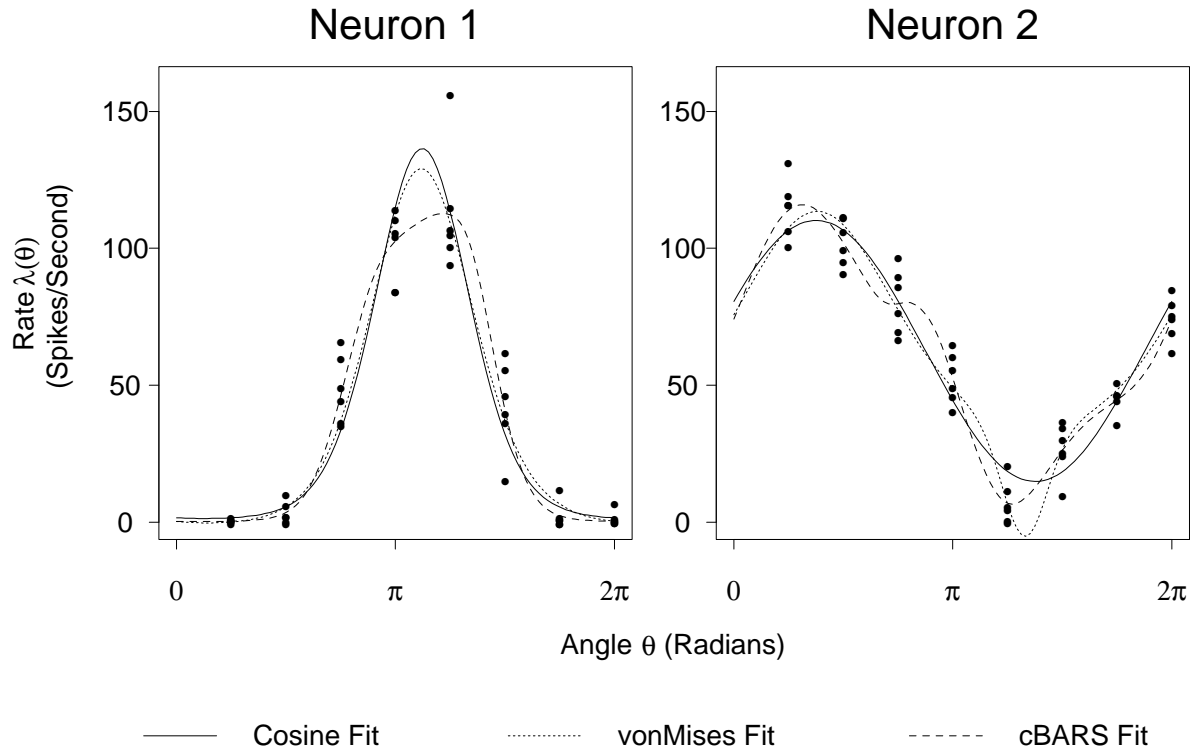 Neuron 1
Neuron 2
Rate λ(θ)
(Spikes/Second)
150
100
50
0
0
π
2π
150
100
50
0
0
π
2π
Angle θ (Radians)
Cosine Fit
vonMises Fit
cBARS Fit